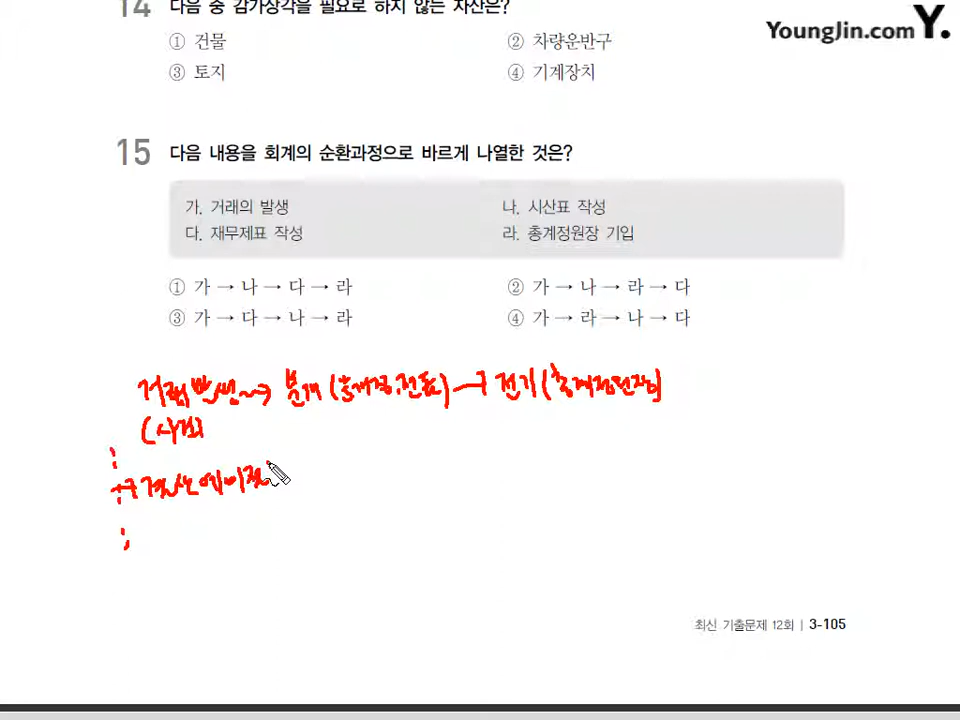 14 다음 중 감가상각을 필요로 하지 않는 자산은?
YoungJin.com Y.
① 건물 ② 차량운반구
③ 토지 ④ 기계장치
15 다음 내용을 회계의 순환과정으로 바르게 나열한 것은?
가. 거래의 발생 나. 시산표 작성
다. 재무제표 작성 라. 총계정원장 기입
① 가 → 나 → 다 → 라 ② 가 → 나 → 라 → 다
③ 가 → 다 → 나 → 라 ④ 가 → 라 → 나 → 다
거래발생 → 분개 ( 전표) → 전기 (총계정원장)
(사건)
→ 결산예비절
최신 기출문제 12회 | 3-105